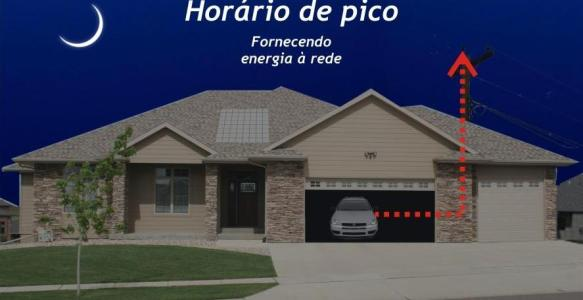 Horário de pico
Fornecendo
energia à rede